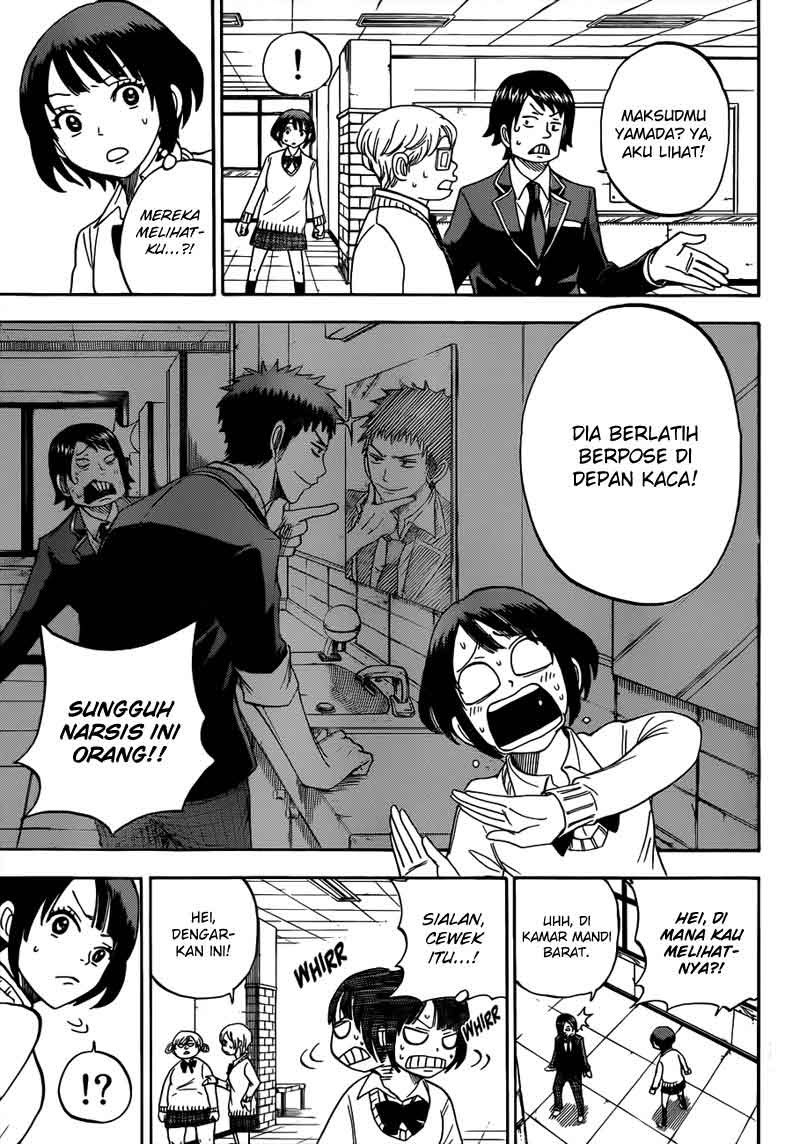 MAKSUDMU
YAMADA? YA,
AKU LIHAT!
!
MEREKA
MELIHAT-
KU...?!
DIA BERLATIH
BERPOSE DI
DEPAN KACA!
SUNGGUH
NARSIS INI
ORANG!!
HEI, DI
MANA KAU
MELIHAT-
NYA?!
UHH, DI
KAMAR MANDI
BARAT.
SIALAN,
CEWEK
ITU...!
WHIRR
WHIRR
HEI,
DENGAR-
KAN INI!
!?